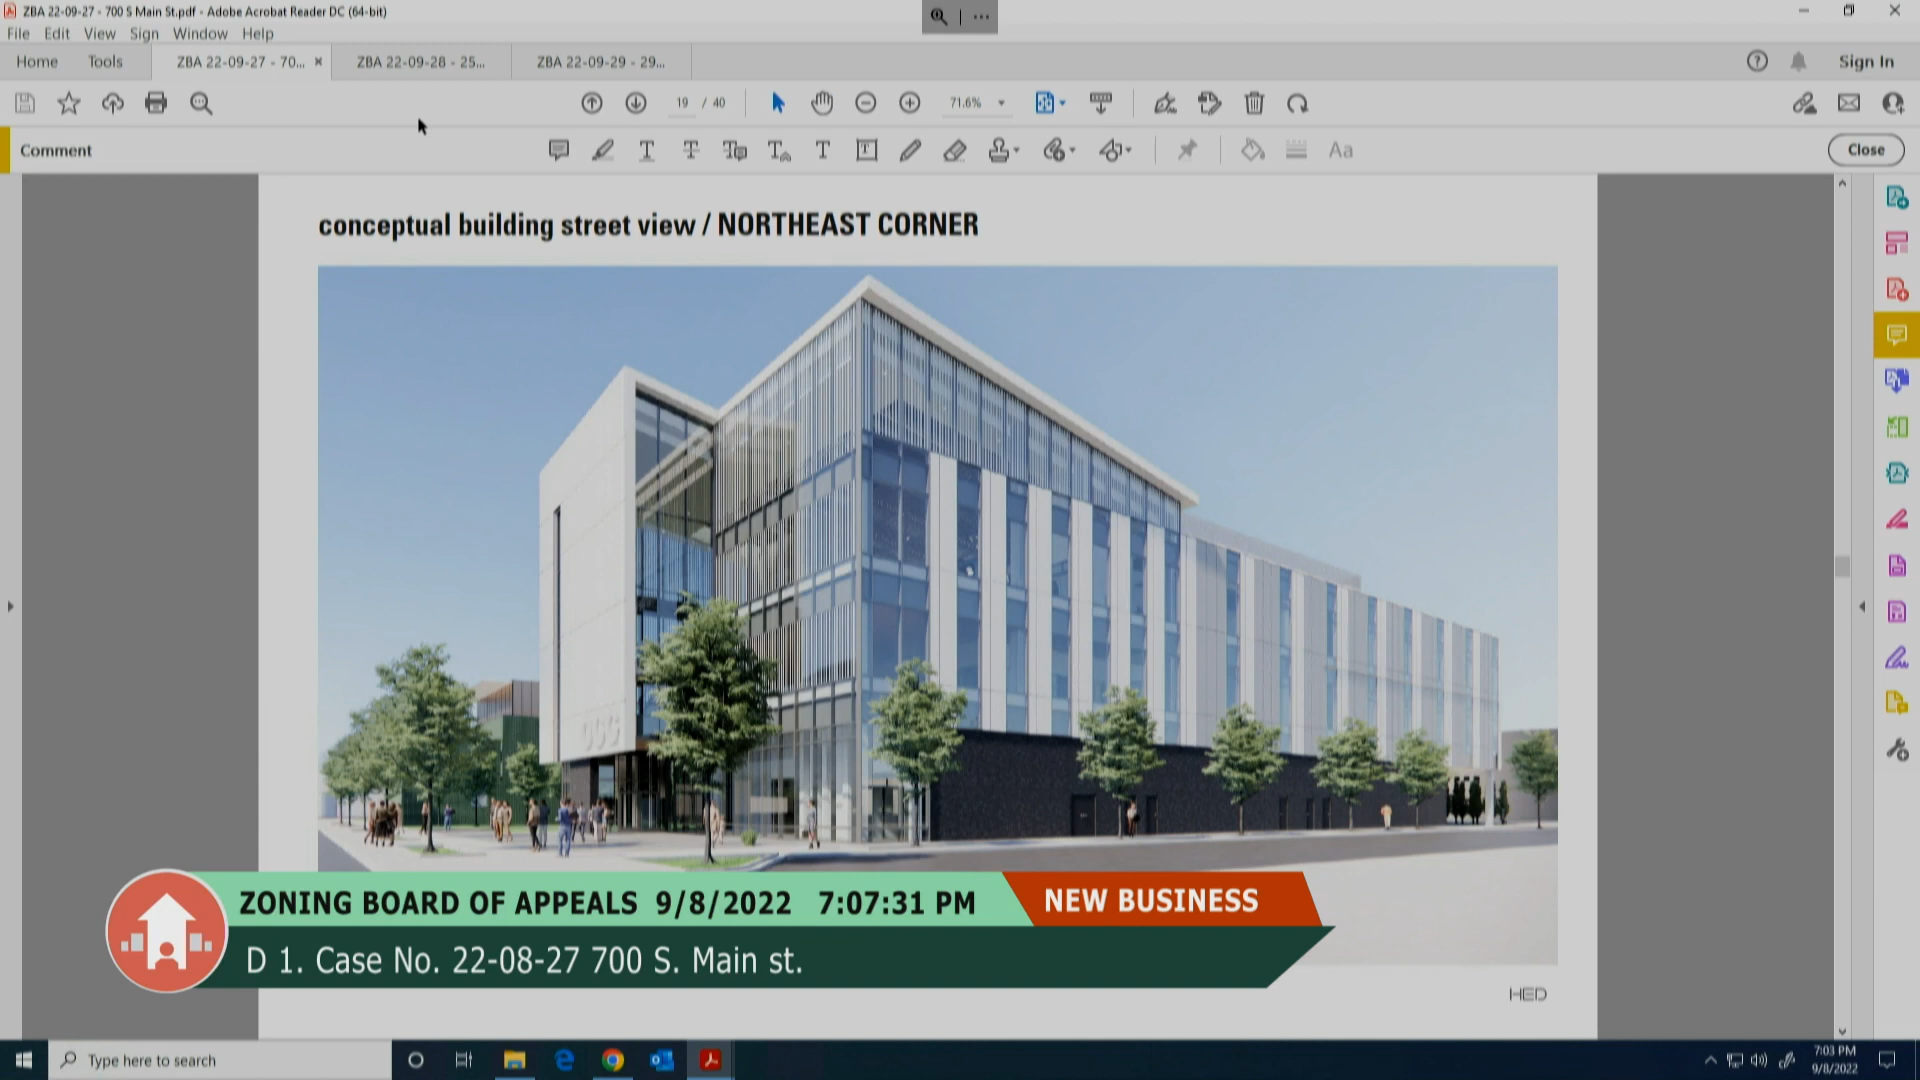 ZBA 22-09-27 - 700 S Main St.pdf - Adobe Acrobat Reader DC (64-bit)
File Edit View Sign Window Help
Home Tools ZBA 22-09-27 - 70... ZBA 22-09-28 - 25... ZBA 22-09-29 - 29... Sign In
19 / 40 71.6%
Comment Aa Close
conceptual building street view / NORTHEAST CORNER
ZONING BOARD OF APPEALS 9/8/2022 7:07:31 PM NEW BUSINESS
D 1. Case No. 22-08-27 700 S. Main st.
HED
Type here to search
7:03 PM
9/8/2022